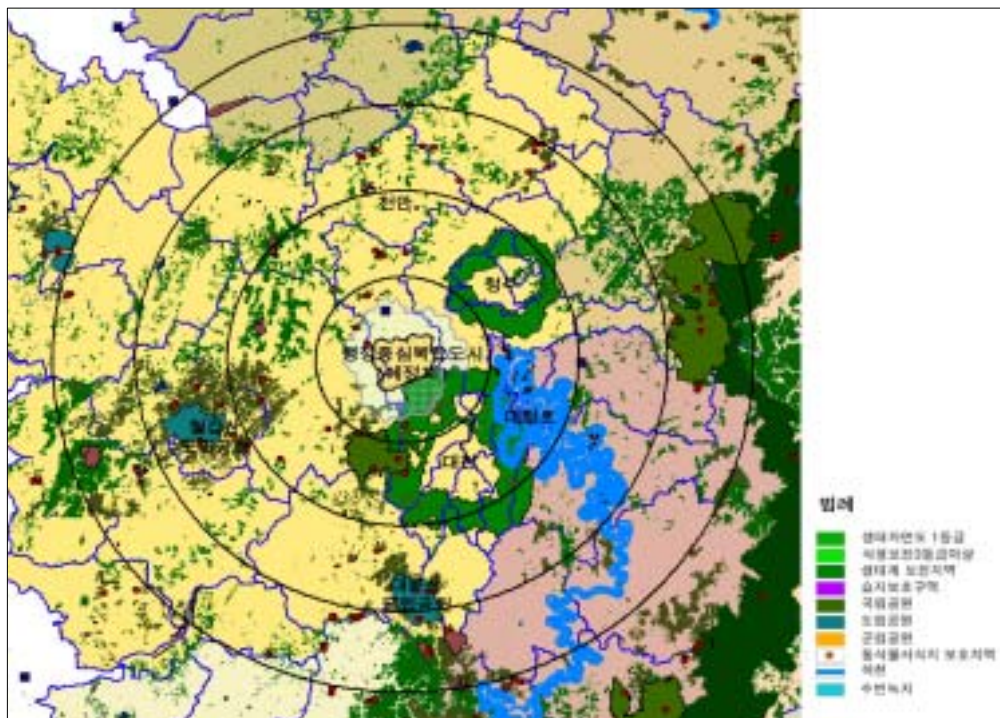 천안
청주
행정중심복합도시
예정지
대청호
대전
범례
생태자연도 1등급
식생보전3등급이상
생태계 보전지역
습지보호구역
국립공원
도립공원
군립공원
동식물서식지 보호지역
하천
수변녹지